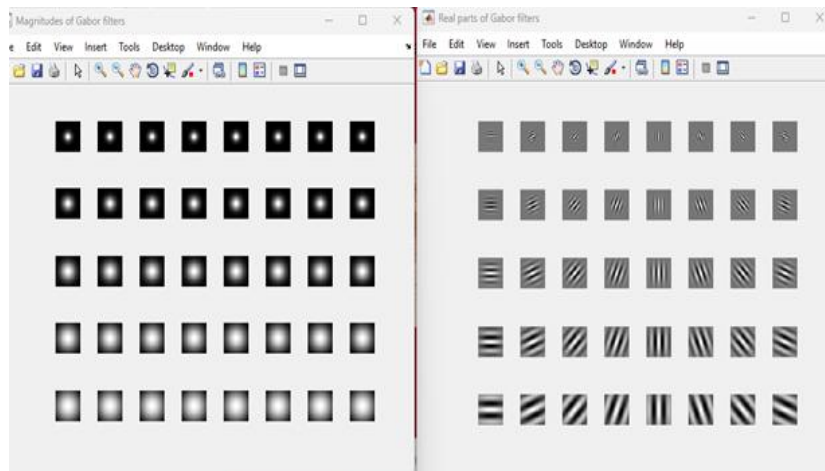 Magnitudes of Gabor filters
Edit View Insert Tools Desktop Window Help
Real parts of Gabor filters
File Edit View Insert Tools Desktop Window Help